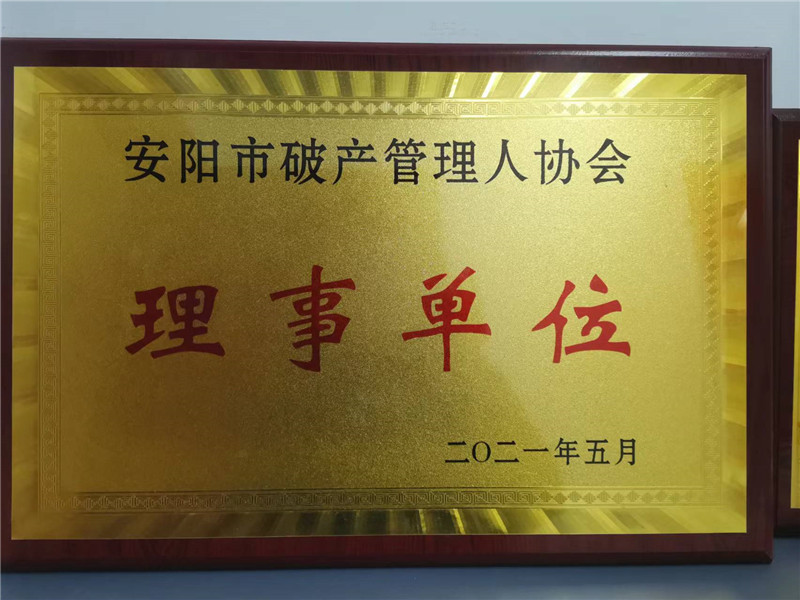 安阳市破产管理人协会
理事单位
二〇二一年五月